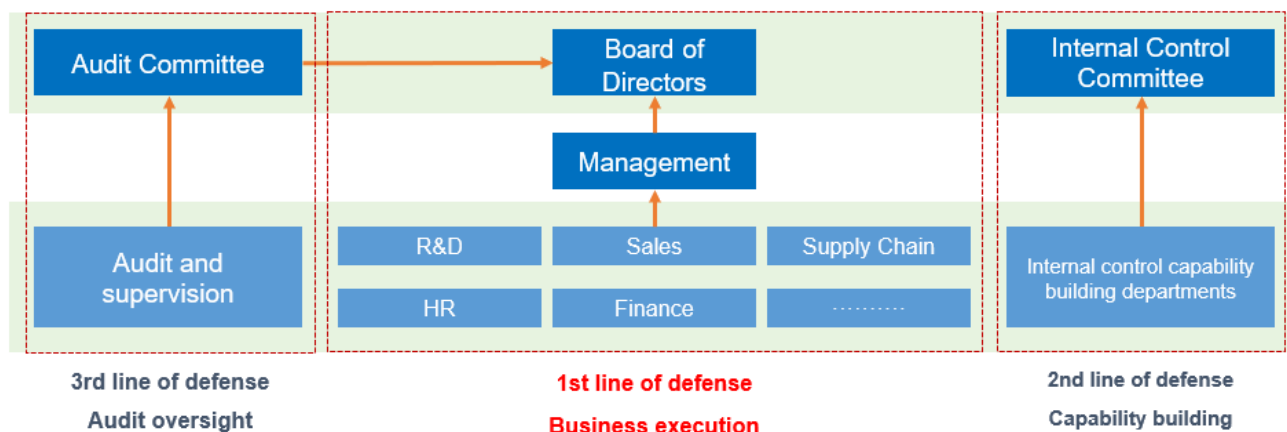 Audit Committee
Board of
Directors
Internal Control
Committee
Management
Audit and
supervision
R&D
Sales
Supply Chain
HR
Finance
··········
Internal control capability
building departments
3rd line of defense
Audit oversight
1st line of defense
Business execution
2nd line of defense
Capability building